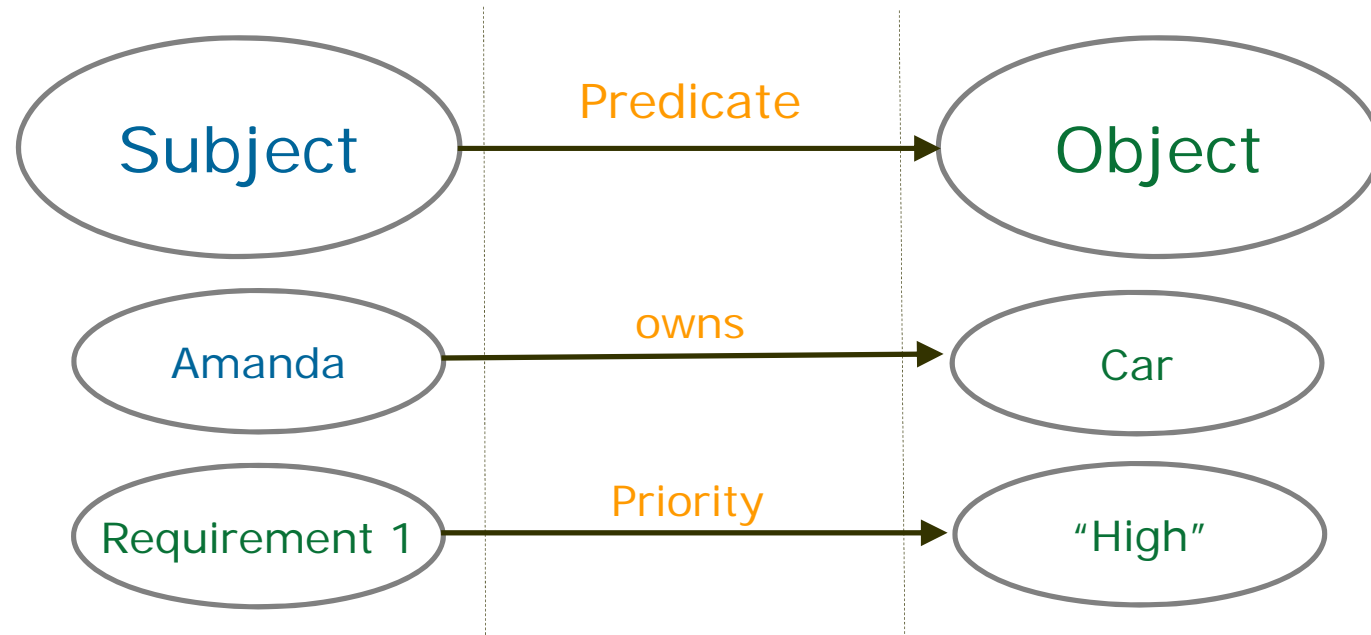 Subject
Predicate
Object
Amanda
owns
Car
Requirement 1
Priority
“High”